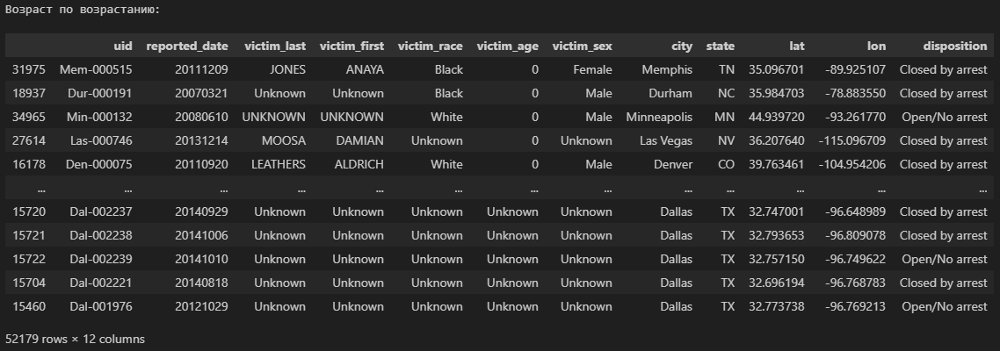 Возраст по возрастанию:
uid reported_date victim_last victim_first victim_race victim_age victim_sex city state lat lon disposition
31975 Mem-000515 20111209 JONES ANAYA Black 0 Female Memphis TN 35.096701 -89.925107 Closed by arrest
18937 Dur-000191 20070321 Unknown Unknown Black 0 Male Durham NC 35.984703 -78.883550 Closed by arrest
34965 Min-000132 20080610 UNKNOWN UNKNOWN White 0 Male Minneapolis MN 44.939720 -93.261770 Open/No arrest
27614 Las-000746 20131214 MOOSA DAMIAN Unknown 0 Unknown Las Vegas NV 36.207640 -115.096709 Closed by arrest
16178 Den-000075 20110920 LEATHERS ALDRICH White 0 Male Denver CO 39.763461 -104.954206 Closed by arrest
... ... ... ... ... ... ... ... ... ... ... ... ...
15720 Dal-002237 20140929 Unknown Unknown Unknown Unknown Unknown Dallas TX 32.747001 -96.648989 Closed by arrest
15721 Dal-002238 20141006 Unknown Unknown Unknown Unknown Unknown Dallas TX 32.793653 -96.809078 Closed by arrest
15722 Dal-002239 20141010 Unknown Unknown Unknown Unknown Unknown Dallas TX 32.757150 -96.749622 Open/No arrest
15704 Dal-002221 20140818 Unknown Unknown Unknown Unknown Unknown Dallas TX 32.696194 -96.768783 Closed by arrest
15460 Dal-001976 20121029 Unknown Unknown Unknown Unknown Unknown Dallas TX 32.773738 -96.769213 Open/No arrest
52179 rows × 12 columns